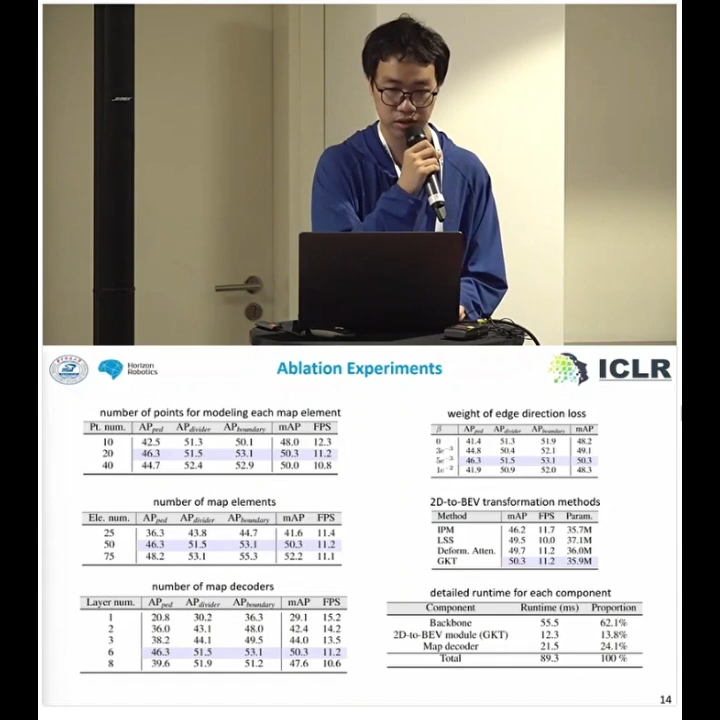 BOSE
Horizon
Robotics
Ablation Experiments
ICLR
number of points for modeling each map element
Pt. num. APped APdivider APboundary mAP FPS
10 42.5 51.3 50.1 48.0 12.3
20 46.3 51.5 53.1 50.3 11.2
40 44.7 52.4 52.9 50.0 10.8
number of map elements
Ele. num. APped APdivider APboundary mAP FPS
25 36.3 43.8 44.7 41.6 11.4
50 46.3 51.5 53.1 50.3 11.2
75 48.2 53.1 55.3 52.2 11.1
number of map decoders
Layer num. APped APdivider APboundary mAP FPS
1 20.8 30.2 36.3 29.1 15.2
2 36.0 43.1 48.0 42.4 14.2
3 38.2 44.1 49.5 44.0 13.5
6 46.3 51.5 53.1 50.3 11.2
8 39.6 51.9 51.2 47.6 10.6
weight of edge direction loss
β APped APdivider APboundary mAP
0 41.4 51.3 51.9 48.2
3e⁻³ 44.8 50.4 52.1 49.1
5e⁻³ 46.3 51.5 53.1 50.3
1e⁻² 41.9 50.9 52.0 48.3
2D-to-BEV transformation methods
Method mAP FPS Param.
IPM 46.2 11.7 35.7M
LSS 49.5 10.0 37.1M
Deform. Atten. 49.7 11.2 36.0M
GKT 50.3 11.2 35.9M
detailed runtime for each component
Component Runtime (ms) Proportion
Backbone 55.5 62.1%
2D-to-BEV module (GKT) 12.3 13.8%
Map decoder 21.5 24.1%
Total 89.3 100 %
14